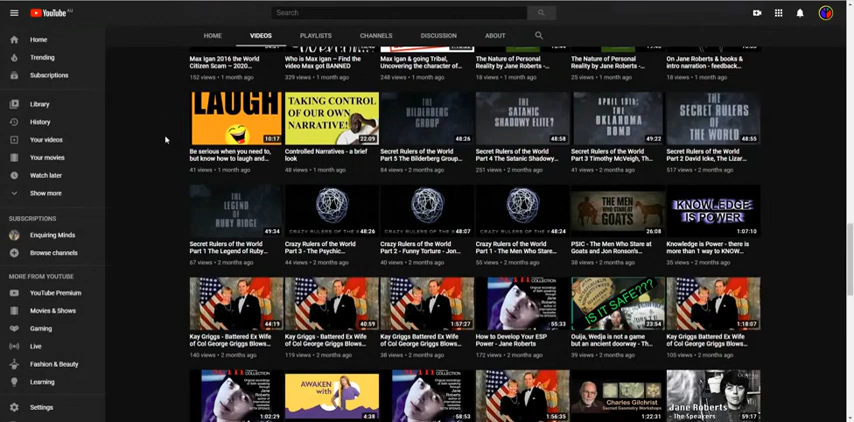 YouTube AU
Search
HOME VIDEOS PLAYLISTS CHANNELS DISCUSSION ABOUT
Home
Trending
Subscriptions
Library
History
Your videos
Your movies
Watch later
Show more
SUBSCRIPTIONS
Enquiring Minds
Browse channels
MORE FROM YOUTUBE
YouTube Premium
Movies & Shows
Gaming
Live
Fashion & Beauty
Learning
Settings
Max Igan 2016 the World
Citizen Scam – 2020...
152 views • 1 month ago
Who is Max Igan – Find the
video Max got BANNED
329 views • 1 month ago
Max Igan & going Tribal,
Uncovering the character of...
248 views • 1 month ago
The Nature of Personal
Reality by Jane Roberts -...
18 views • 1 month ago
The Nature of Personal
Reality by Jane Roberts -...
25 views • 1 month ago
On Jane Roberts & books &
intro narration - feedback...
1 month ago
LAUGH
10:17
Be serious when you need to,
but know how to laugh and...
41 views • 1 month ago
TAKING CONTROL
OF OUR OWN
NARRATIVE!
22:09
Controlled Narratives - a brief
look
48 views • 1 month ago
THE
BILDERBERG
GROUP
48:26
Secret Rulers of the World
Part 5 The Bilderberg Group...
84 views • 2 months ago
THE
SATANIC
SHADOWY ELITE?
48:58
Secret Rulers of the World
Part 4 The Satanic Shadowy...
251 views • 2 months ago
APRIL 19TH:
THE
OKLAHOMA
BOMB
49:22
Secret Rulers of the World
Part 3 Timothy McVeigh, Th...
41 views • 2 months ago
THE
SECRET RULERS
OF THE
WORLD
48:55
Secret Rulers of the World
Part 2 David Icke, The Lizar...
517 views • 2 months ago
THE
LEGEND
OF
RUBY RIDGE
49:34
Secret Rulers of the World
Part 1 The Legend of Ruby...
67 views • 2 months ago
CRAZY RULERS OF THE
48:26
Crazy Rulers of the World
Part 3 - The Psychic...
44 views • 2 months ago
CRAZY RULERS OF THE
48:07
Crazy Rulers of the World
Part 2 - Funny Torture - Jon...
40 views • 2 months ago
CRAZY RULERS OF THE
48:24
Crazy Rulers of the World
Part 1 - The Men Who Stare...
55 views • 2 months ago
THE MEN WHO STARE
AT GOATS
26:08
PSIC - The Men Who Stare at
Goats and Jon Ronson's...
38 views • 2 months ago
KNOWLEDGE
IS POWER
1:07:10
Knowledge is Power - there is
more than 1 way to KNOW...
2 months ago
44:19
Kay Griggs - Battered Ex Wife
of Col George Griggs Blows...
140 views • 2 months ago
40:59
Kay Griggs - Battered Ex Wife
of Col George Griggs Blows...
119 views • 2 months ago
1:57:27
Kay Griggs - Battered Ex Wife
of Col George Griggs Blows...
38 views • 2 months ago
COLLECTION
55:33
How to Develop Your ESP
Power - Jane Roberts
172 views • 2 months ago
IS IT SAFE???
23:54
Ouija, Wedja is not a game
but an ancient doorway - Th...
39 views • 2 months ago
1:18:07
Kay Griggs - Battered Ex Wife
of Col George Griggs Blows...
105 views • 2 months ago
COLLECTION
1:02:29
AWAKEN
with
4:38
COLLECTION
58:53
1:56:35
Charles Gilchrist
Sacred Geometry Workshops
Jane Roberts
The Speakers
59:17